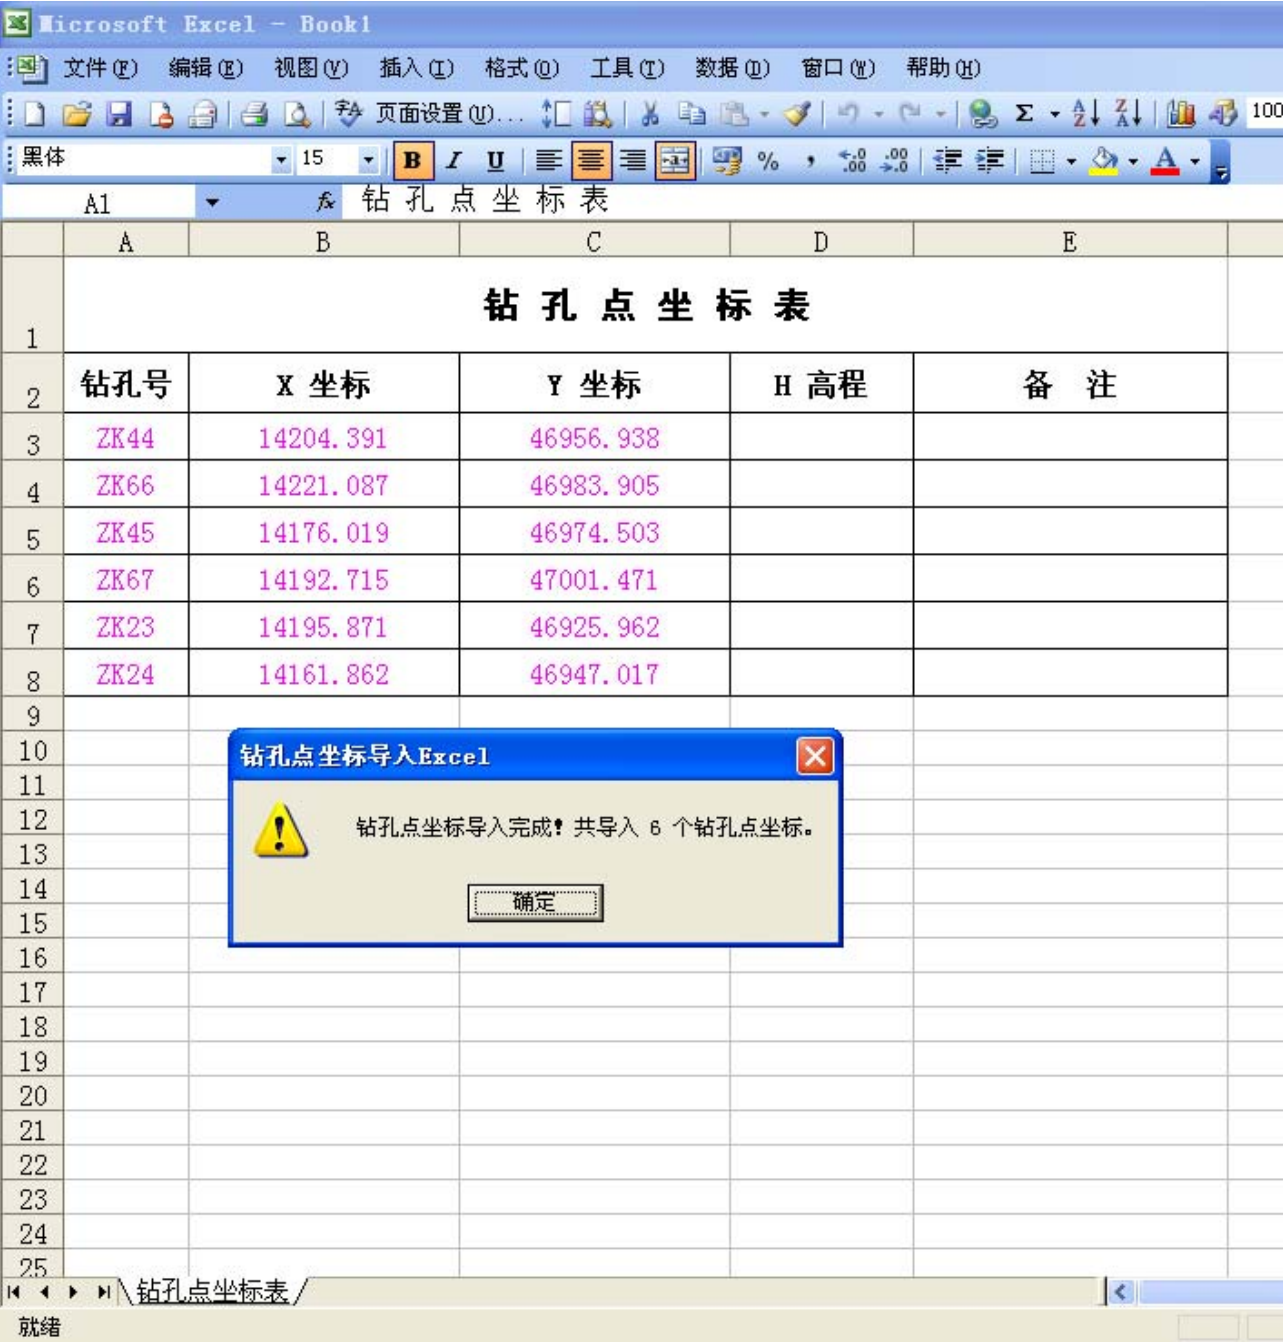 Microsoft Excel - Book1
文件(F) 编辑(E) 视图(V) 插入(I) 格式(O) 工具(T) 数据(D) 窗口(W) 帮助(H)
页面设置(U)... Σ 100
黑体 15 B I U % , .00 A
A1 fx 钻 孔 点 坐 标 表
A B C D E
1 钻 孔 点 坐 标 表
2 钻孔号 X 坐标 Y 坐标 H 高程 备 注
3 ZK44 14204.391 46956.938
4 ZK66 14221.087 46983.905
5 ZK45 14176.019 46974.503
6 ZK67 14192.715 47001.471
7 ZK23 14195.871 46925.962
8 ZK24 14161.862 46947.017
9
10
钻孔点坐标导入Excel
11
12
钻孔点坐标导入完成! 共导入 6 个钻孔点坐标。
13
14
确定
15
16
17
18
19
20
21
22
23
24
25
钻孔点坐标表
就绪